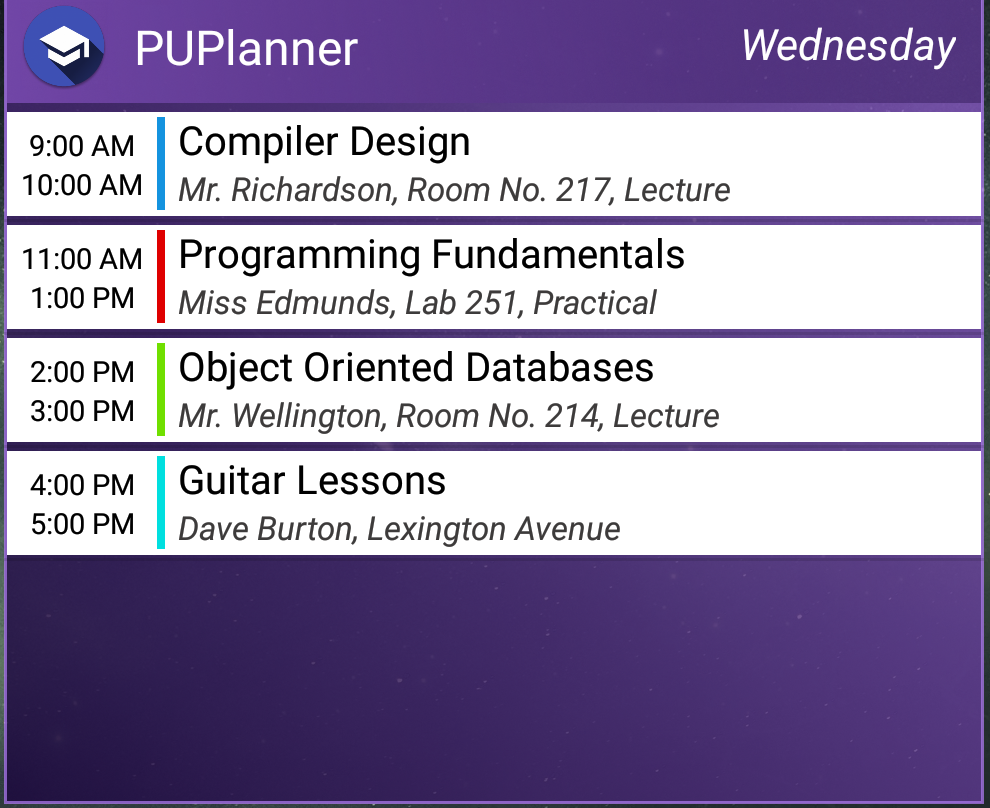 PUPlanner
Wednesday
9:00 AM
10:00 AM
Compiler Design
Mr. Richardson, Room No. 217, Lecture
11:00 AM
1:00 PM
Programming Fundamentals
Miss Edmunds, Lab 251, Practical
2:00 PM
3:00 PM
Object Oriented Databases
Mr. Wellington, Room No. 214, Lecture
4:00 PM
5:00 PM
Guitar Lessons
Dave Burton, Lexington Avenue